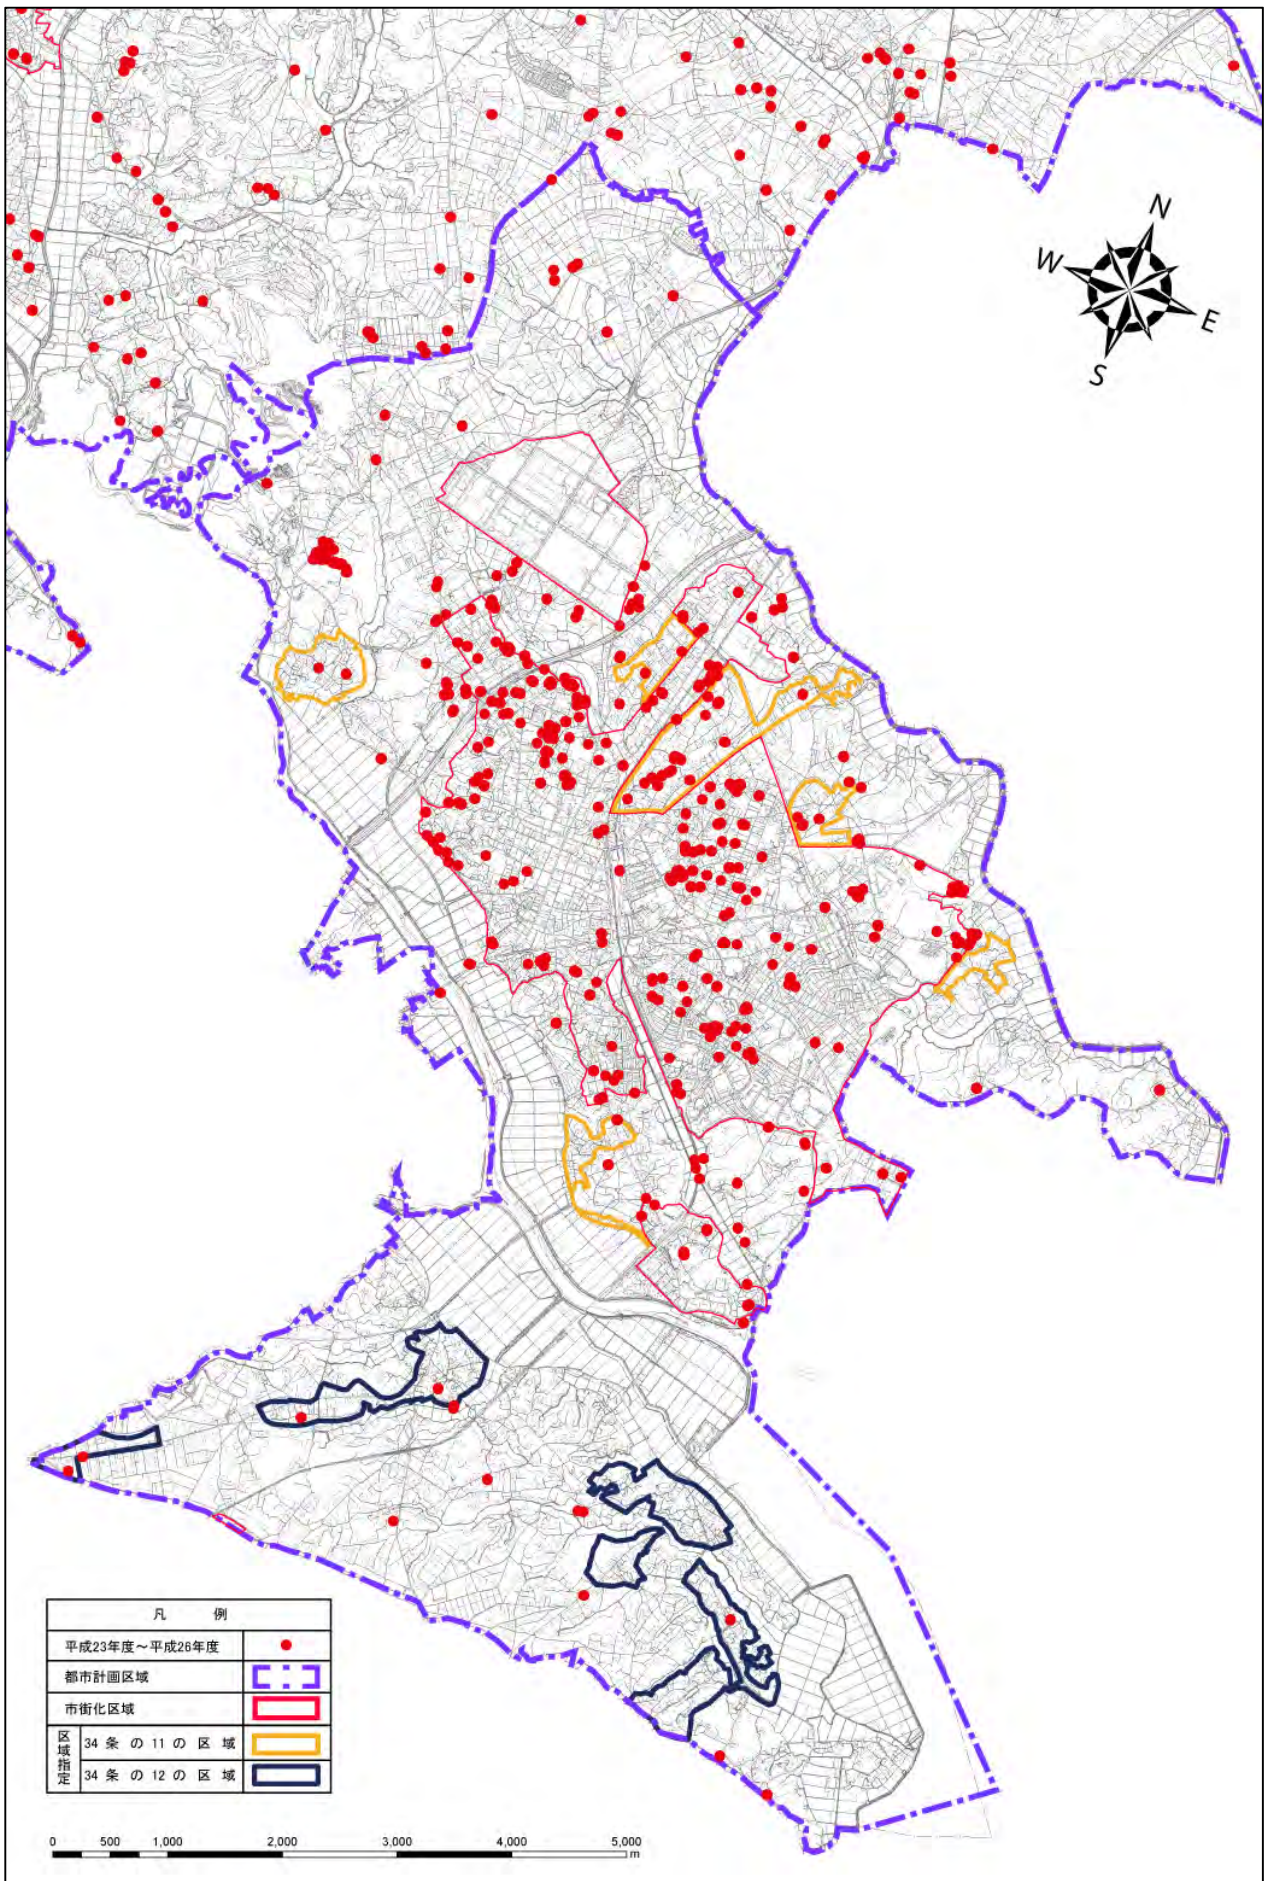 N
W
E
S
凡 例
平成23年度～平成26年度
都市計画区域
市街化区域
区域指定
34 条 の 11 の 区 域
34 条 の 12 の 区 域
0 500 1,000 2,000 3,000 4,000 5,000
m